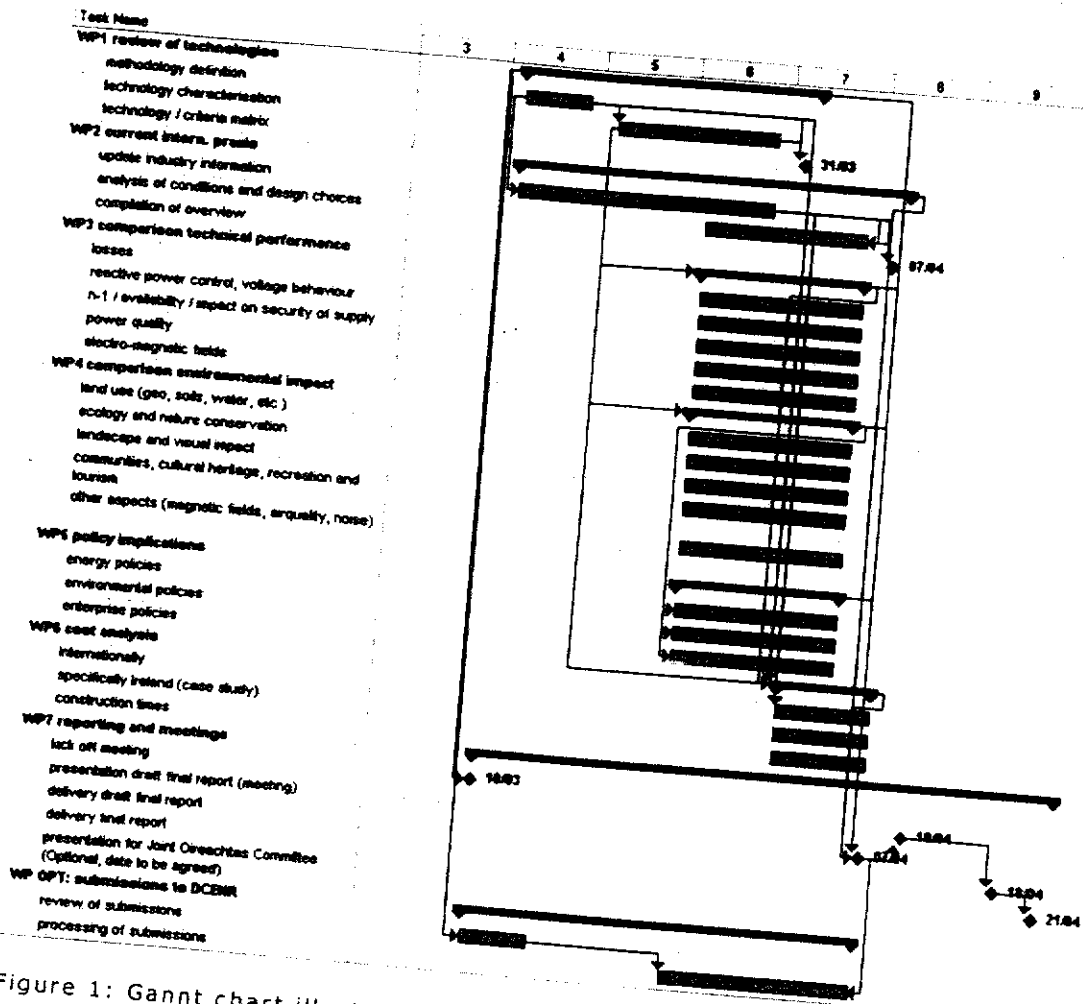 Task Name
3 4 5 6 7 8 9
WP1 review of technologies
methodology definition
technology characterisation
technology / criteria matrix
31/03
WP2 current intern. praxis
update industry information
analysis of conditions and design choices
compilation of overview
07/04
WP3 comparison technical performance
losses
reactive power control, voltage behaviour
n-1 / availability / impact on security of supply
power quality
electro-magnetic fields
WP4 comparison environmental impact
land use (geo, soils, water, etc.)
ecology and nature conservation
landscape and visual impact
communities, cultural heritage, recreation and
tourism
other aspects (magnetic fields, airquality, noise)
WP5 policy implications
energy policies
environmental policies
enterprise policies
WP6 cost analysis
internationally
specifically Ireland (case study)
construction times
WP7 reporting and meetings
kick off meeting
10/03
presentation draft final report (meeting)
delivery draft final report
delivery final report
18/04
presentation for Joint Oireachtas Committee
(Optional, date to be agreed)
21/04
WP OPT: submissions to DCENR
review of submissions
processing of submissions
Figure 1: Gannt chart